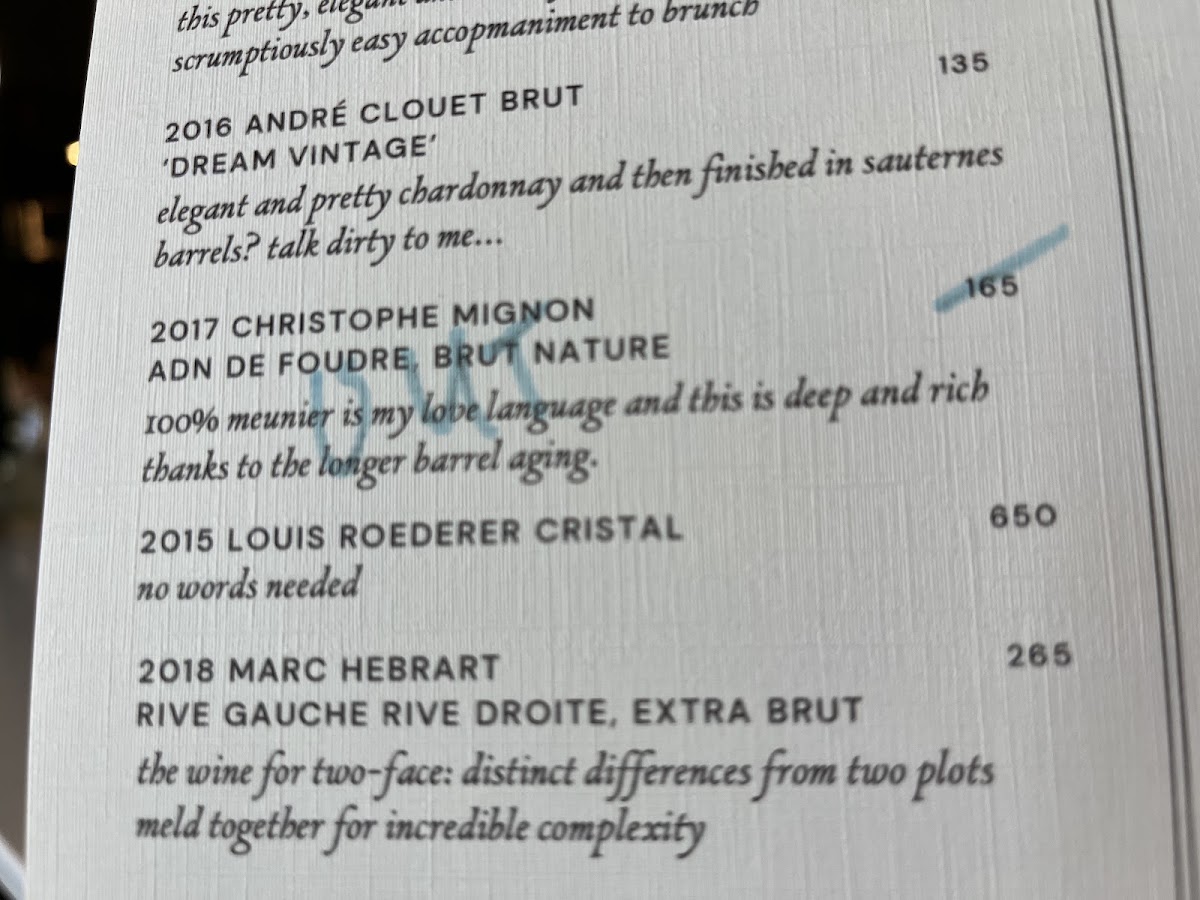 this pretty, elegant
scrumptiously easy accopmaniment to brunch
135
2016 ANDRÉ CLOUET BRUT
‘DREAM VINTAGE’
elegant and pretty chardonnay and then finished in sauternes
barrels? talk dirty to me...
165
2017 CHRISTOPHE MIGNON
ADN DE FOUDRE, BRUT NATURE
OUT
100% meunier is my love language and this is deep and rich
thanks to the longer barrel aging.
2015 LOUIS ROEDERER CRISTAL 650
no words needed
2018 MARC HEBRART 265
RIVE GAUCHE RIVE DROITE, EXTRA BRUT
the wine for two-face: distinct differences from two plots
meld together for incredible complexity